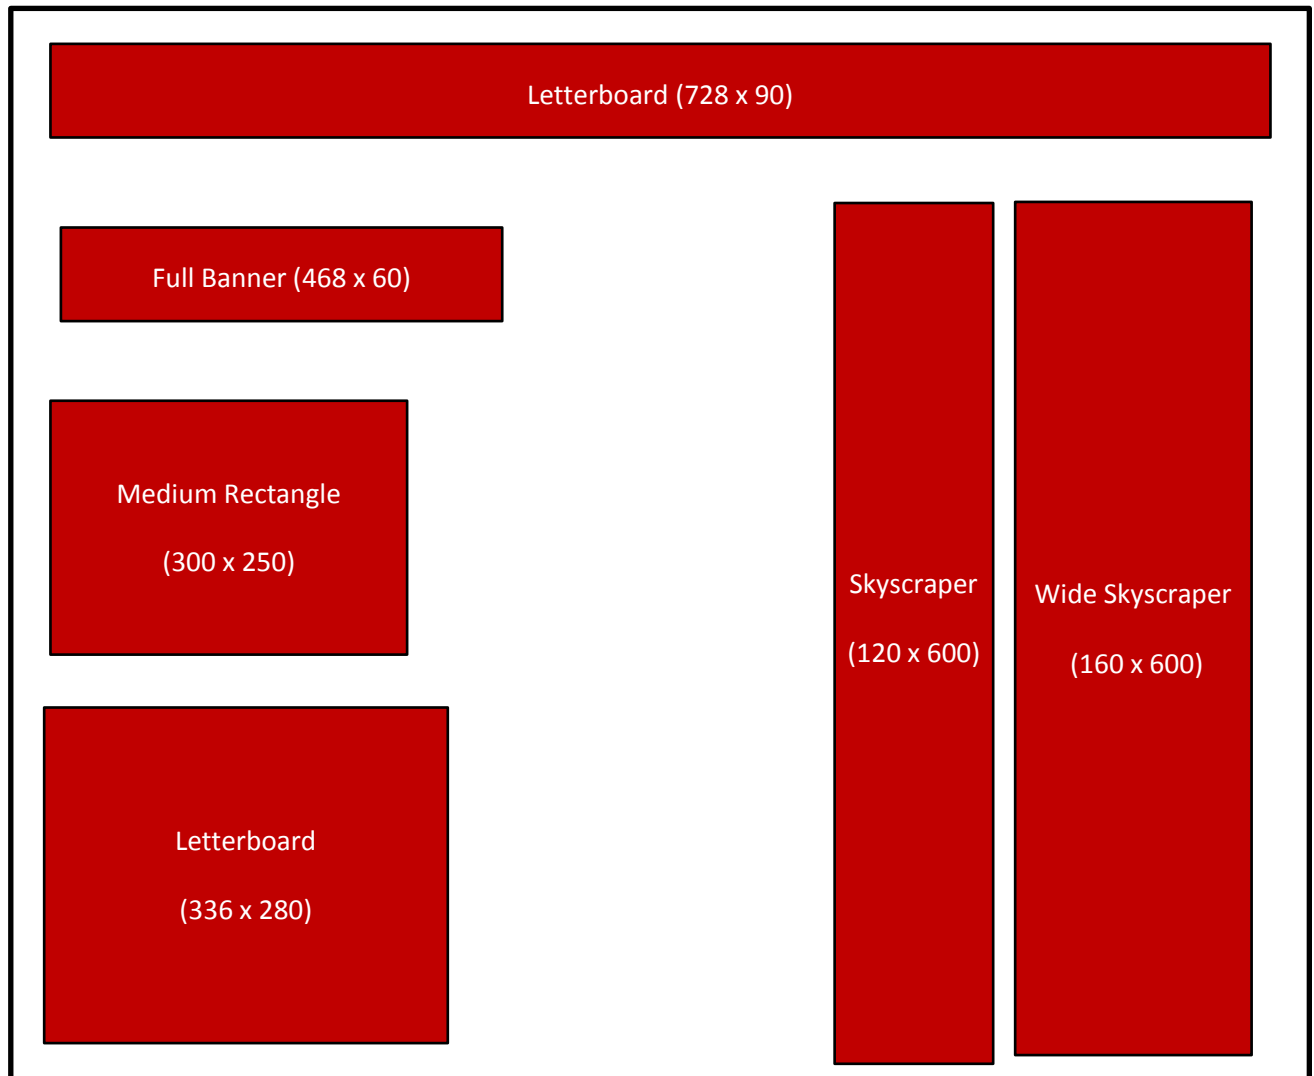 Letterboard (728 x 90)
Full Banner (468 x 60)
Medium Rectangle
(300 x 250)
Letterboard
(336 x 280)
Skyscraper
(120 x 600)
Wide Skyscraper
(160 x 600)